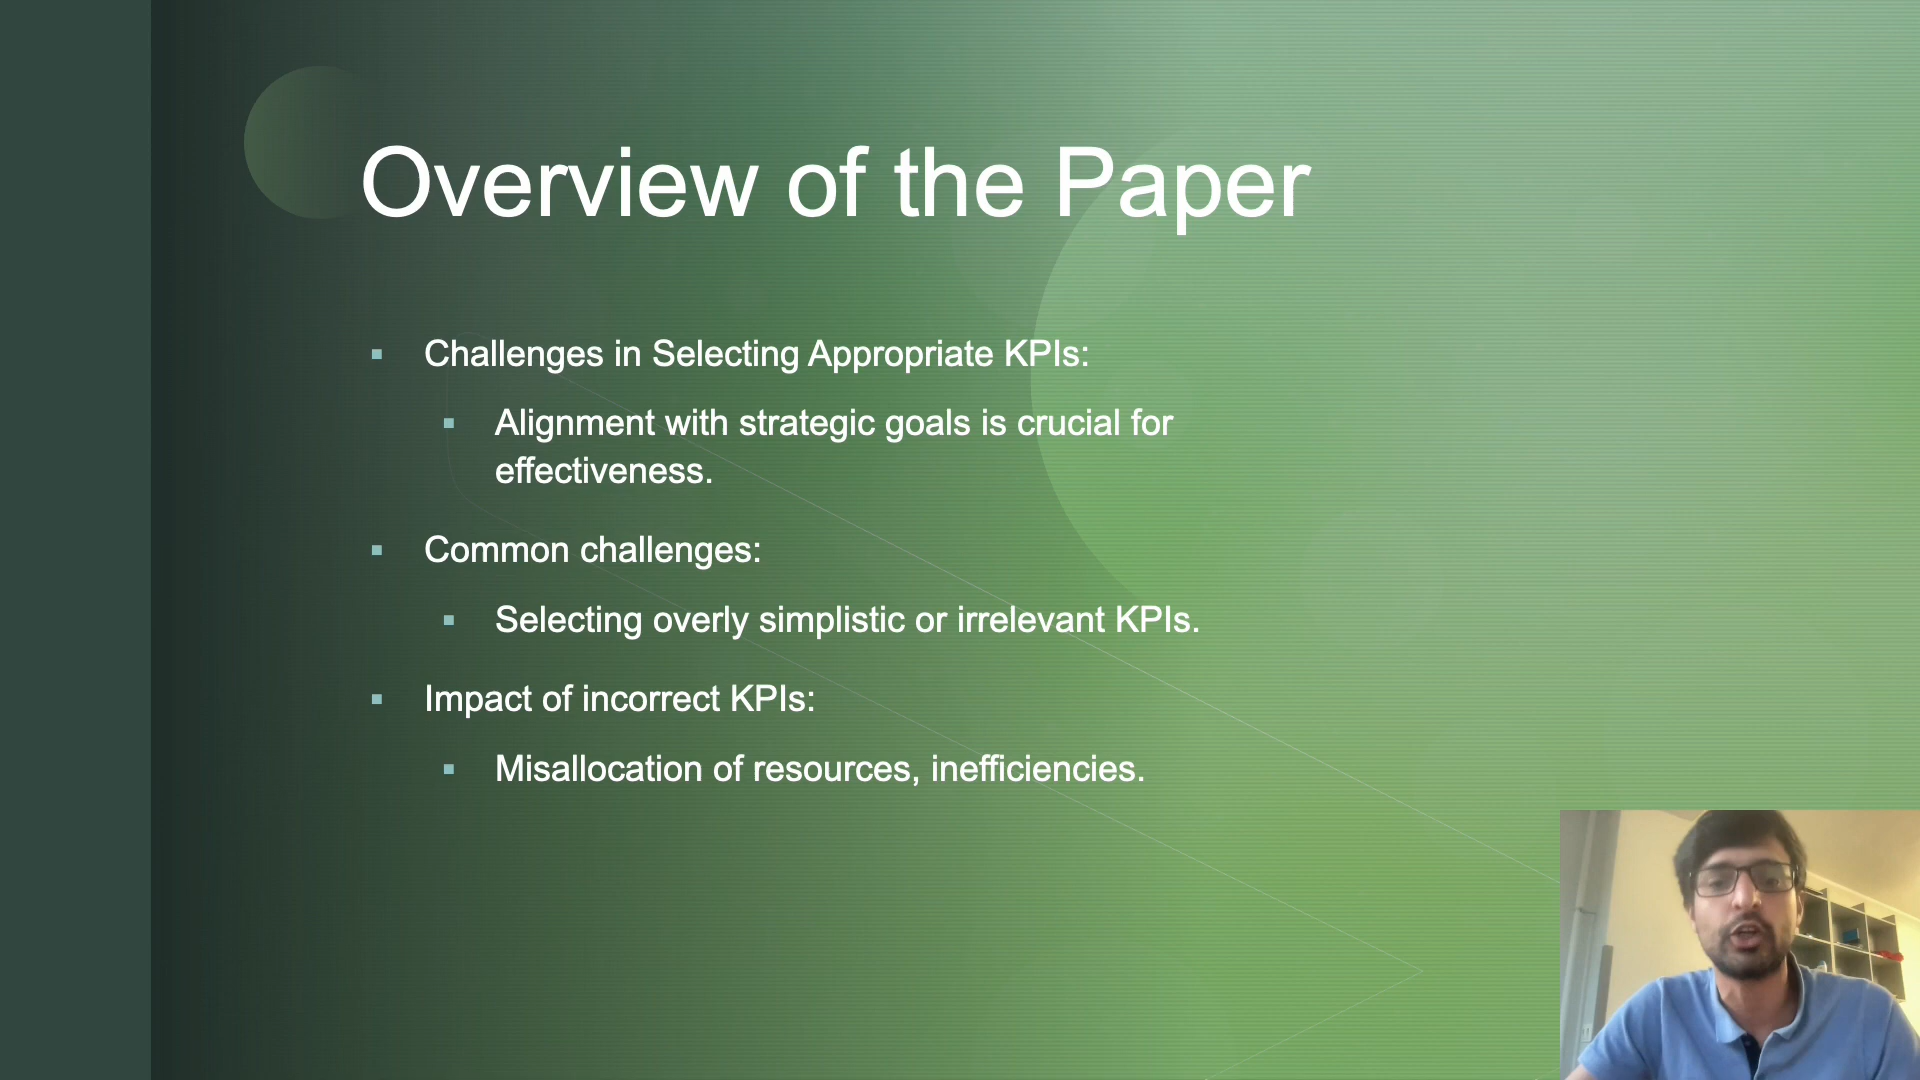 Overview of the Paper
▪ Challenges in Selecting Appropriate KPIs:
▪ Alignment with strategic goals is crucial for
effectiveness.
▪ Common challenges:
▪ Selecting overly simplistic or irrelevant KPIs.
▪ Impact of incorrect KPIs:
▪ Misallocation of resources, inefficiencies.